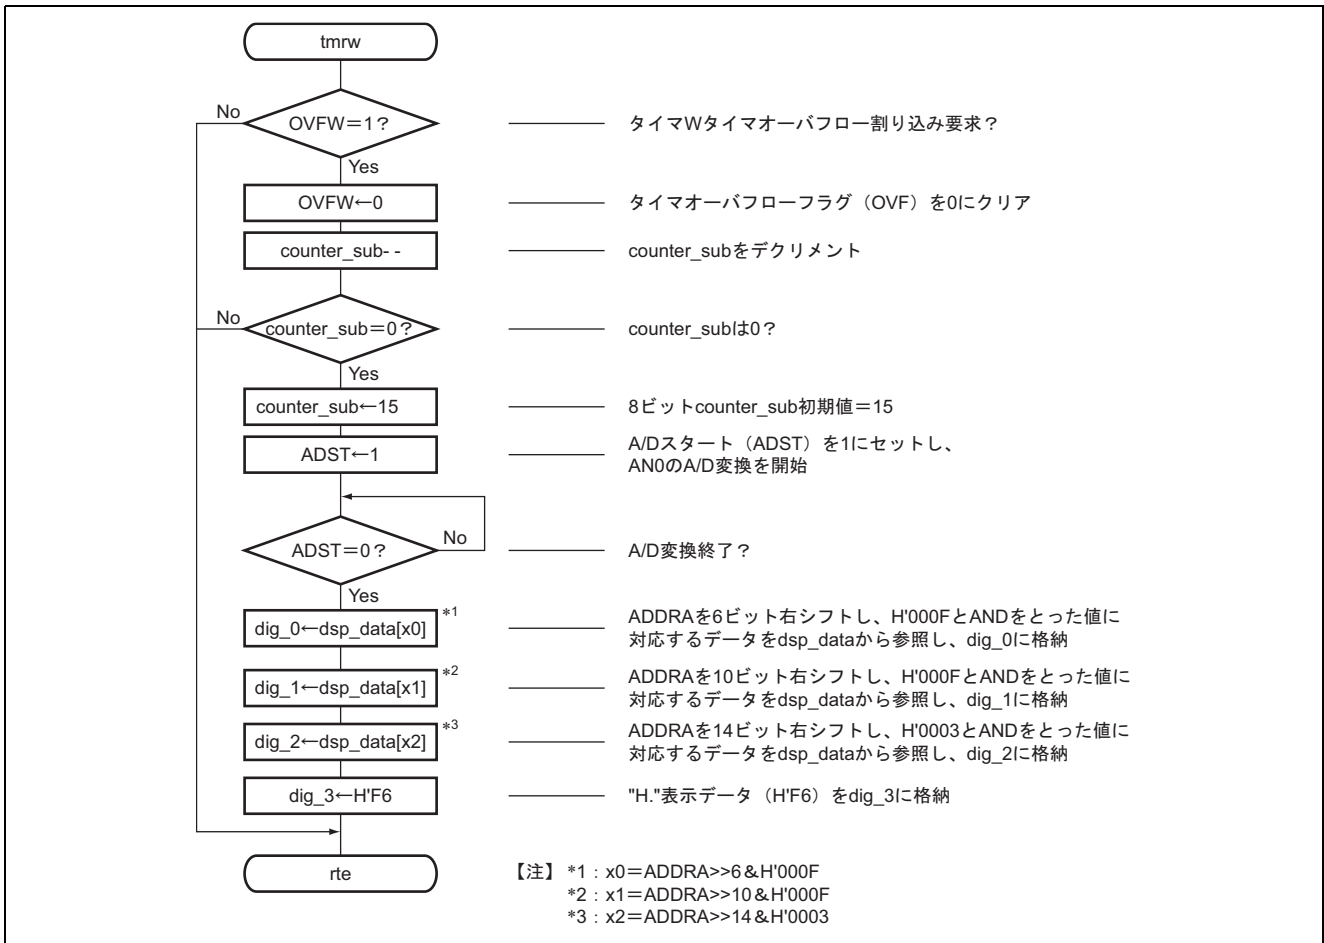 tmrw
No
OVFW＝1？
タイマWタイマオーバフロー割り込み要求？
Yes
OVFW←0
タイマオーバフローフラグ（OVF）を0にクリア
counter_sub- -
counter_subをデクリメント
No
counter_sub＝0？
counter_subは0？
Yes
counter_sub←15
8ビットcounter_sub初期値＝15
ADST←1
A/Dスタート（ADST）を1にセットし、
AN0のA/D変換を開始
ADST＝0？
No
A/D変換終了？
Yes
dig_0←dsp_data[x0]
*1
ADDRAを6ビット右シフトし、H'000FとANDをとった値に
対応するデータをdsp_dataから参照し、dig_0に格納
dig_1←dsp_data[x1]
*2
ADDRAを10ビット右シフトし、H'000FとANDをとった値に
対応するデータをdsp_dataから参照し、dig_1に格納
dig_2←dsp_data[x2]
*3
ADDRAを14ビット右シフトし、H'0003とANDをとった値に
対応するデータをdsp_dataから参照し、dig_2に格納
dig_3←H'F6
"H."表示データ（H'F6）をdig_3に格納
rte
【注】 *1：x0＝ADDRA>>6＆H'000F
*2：x1＝ADDRA>>10＆H'000F
*3：x2＝ADDRA>>14＆H'0003